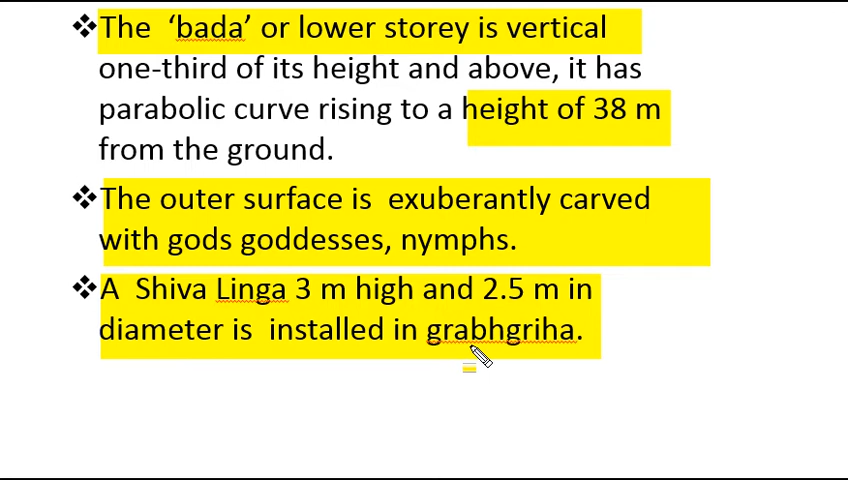 ❖The ‘bada’ or lower storey is vertical
one-third of its height and above, it has
parabolic curve rising to a height of 38 m
from the ground.
❖The outer surface is exuberantly carved
with gods goddesses, nymphs.
❖A Shiva Linga 3 m high and 2.5 m in
diameter is installed in grabhgriha.